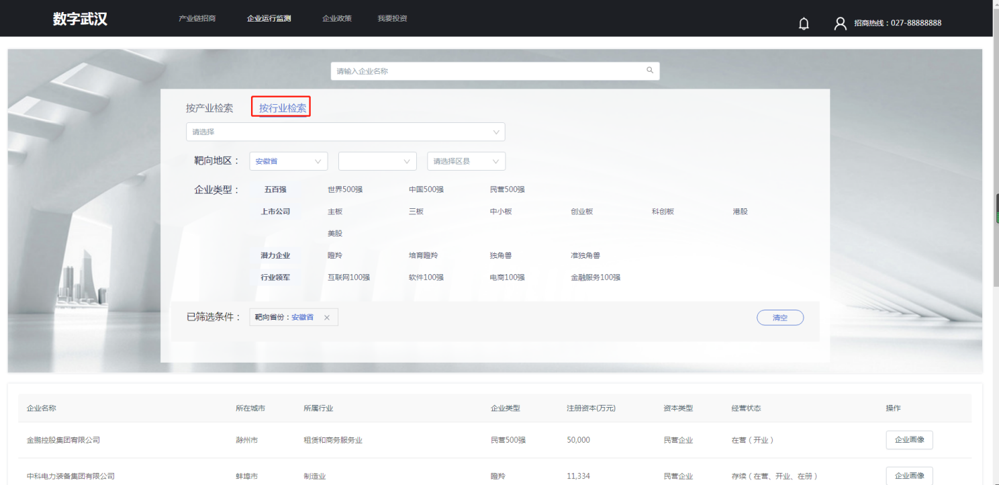 数字武汉 产业链招商 企业运行监测 企业政策 我要投资 招商热线：027-88888888
请输入企业名称
按产业检索 按行业检索
请选择
靶向地区： 安徽省 请选择区县
企业类型： 五百强 世界500强 中国500强 民营500强
上市公司 主板 三板 中小板 创业板 科创板 港股
美股
潜力企业 瞪羚 培育瞪羚 独角兽 准独角兽
行业领军 互联网100强 软件100强 电商100强 金融服务100强
已筛选条件： 靶向省份：安徽省 × 清空
企业名称 所在城市 所属行业 企业类型 注册资本(万元) 资本类型 经营状态 操作
金鹏控股集团有限公司 滁州市 租赁和商务服务业 民营500强 50,000 民营企业 在营（开业） 企业画像
中科电力装备集团有限公司 蚌埠市 制造业 瞪羚 11,334 民营企业 存续（在营、开业、在册） 企业画像